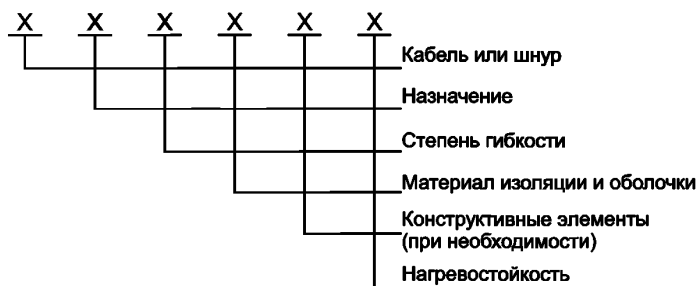 X X X X X X
Кабель или шнур
Назначение
Степень гибкости
Материал изоляции и оболочки
Конструктивные элементы
(при необходимости)
Нагревостойкость